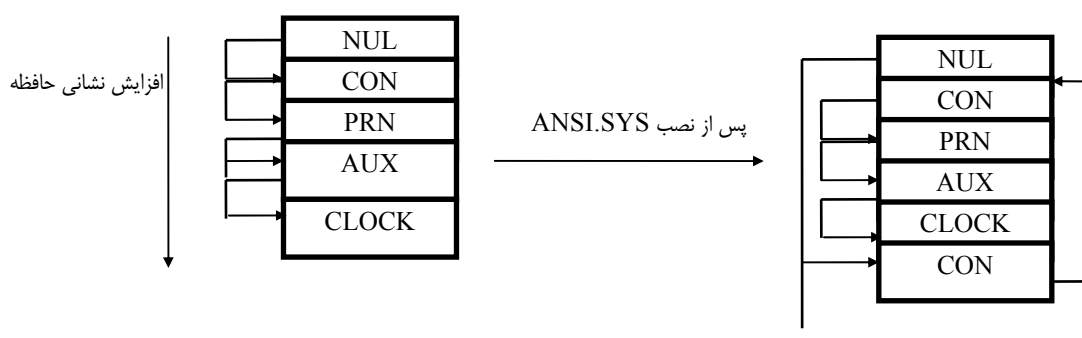 افزایش نشانی حافظه
NUL
CON
PRN
AUX
CLOCK
پس از نصب ANSI.SYS
NUL
CON
PRN
AUX
CLOCK
CON